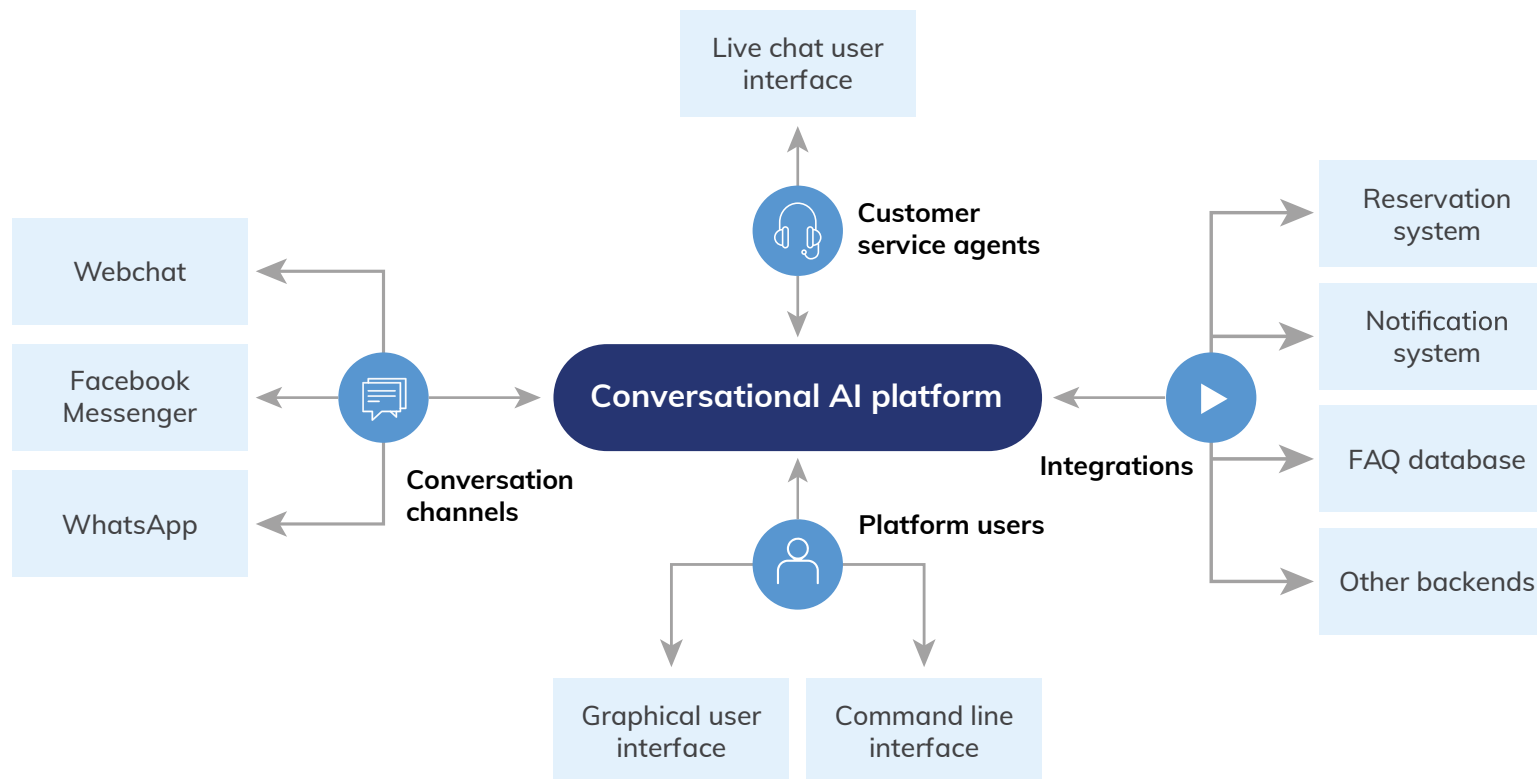 Live chat user
interface
Customer
service agents
Webchat
Facebook
Messenger
WhatsApp
Conversation
channels
Conversational AI platform
Reservation
system
Notification
system
FAQ database
Other backends
Integrations
Platform users
Graphical user
interface
Command line
interface